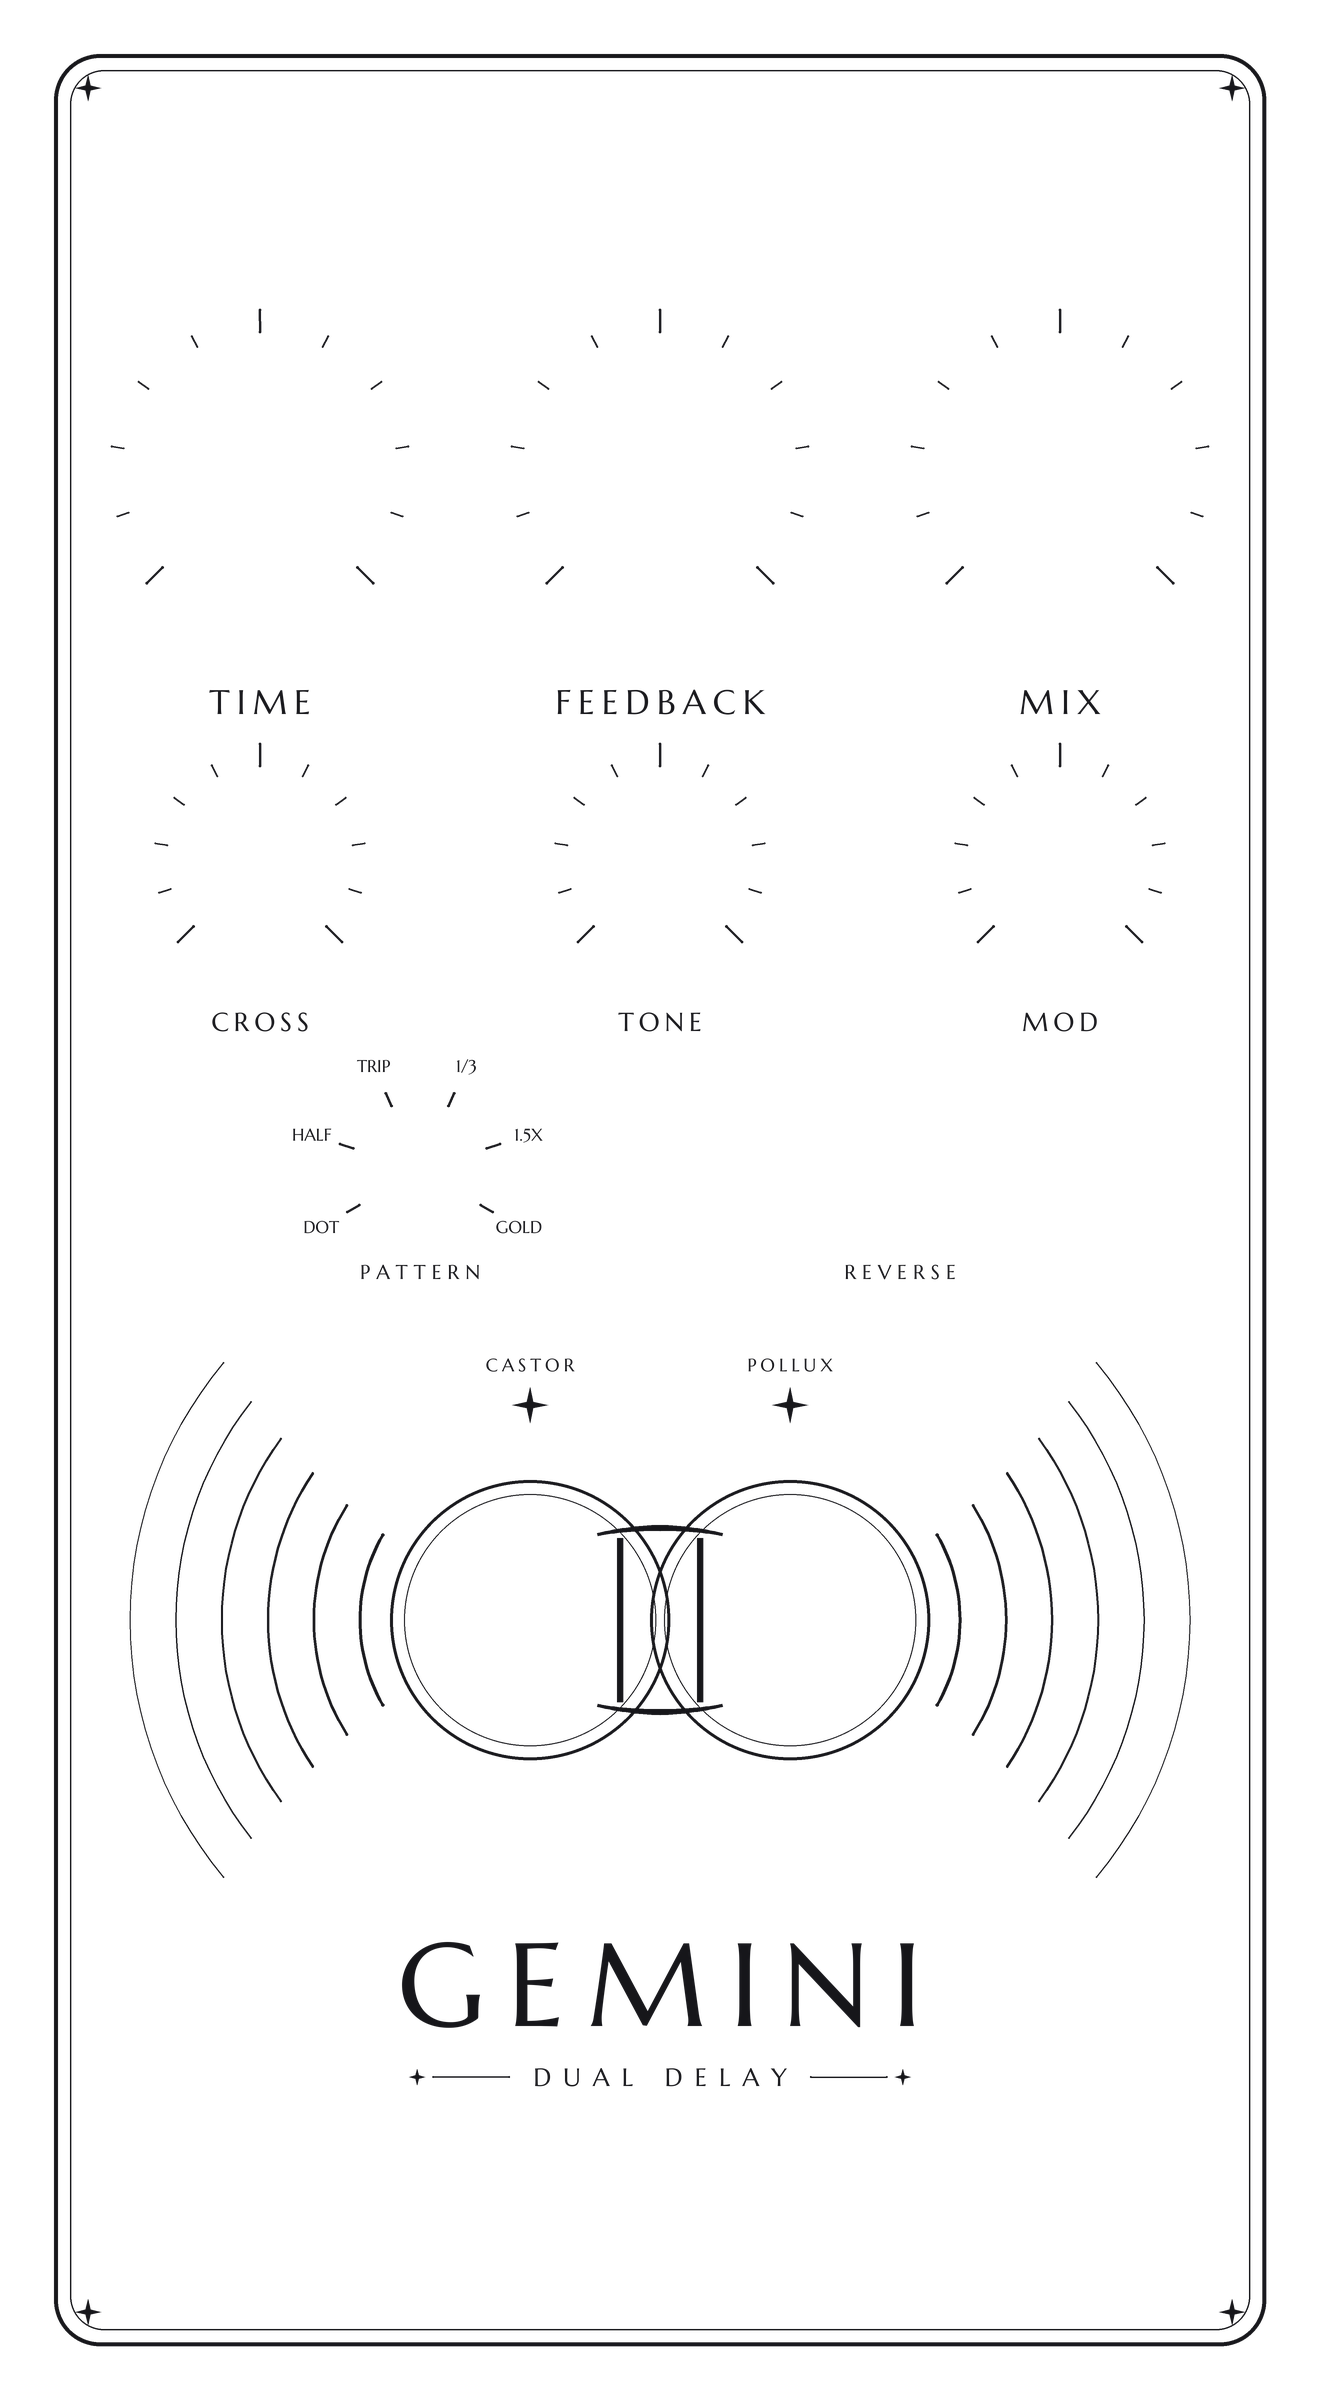 TIME FEEDBACK MIX
CROSS TONE MOD
TRIP 1/3
HALF 1.5X
DOT GOLD
PATTERN REVERSE
CASTOR POLLUX
GEMINI
DUAL DELAY